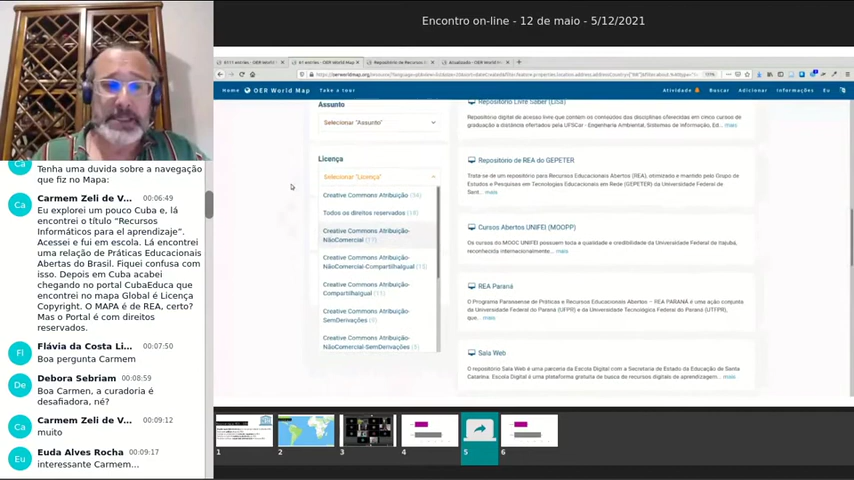 Encontro on-line - 12 de maio - 5/12/2021
Ca
Tenha uma duvida sobre a navegação
que fiz no Mapa:
Ca
Carmem Zeli de V... 00:06:49
Eu explorei um pouco Cuba e, lá
encontrei o título “Recursos
Informáticos para el aprendizaje”.
Acessei e fui em escola. Lá encontrei
uma relação de Práticas Educacionais
Abertas do Brasil. Fiquei confusa com
isso. Depois em Cuba acabei
chegando no portal CubaEduca que
encontrei no mapa Global é Licença
Copyright. O MAPA é de REA, certo?
Mas o Portal é com direitos
reservados.
Fl
Flávia da Costa Li... 00:07:50
Boa pergunta Carmem
De
Debora Sebriam 00:08:59
Boa Carmen, a curadoria é
desafiadora, né?
Ca
Carmem Zeli de V... 00:09:12
muito
Eu
Euda Alves Rocha 00:09:17
interessante Carmem...
Home OER World Map Take a tour Atividade Buscar Adicionar Informações Eu
Assunto
Selecionar "Assunto"
Licença
Selecionar "Licença"
Creative Commons Atribuição (34)
Todos os direitos reservados (18)
Creative Commons Atribuição-
NãoComercial (17)
Creative Commons Atribuição-
NãoComercial-CompartilhaIgual (15)
Creative Commons Atribuição-
CompartilhaIgual (11)
Creative Commons Atribuição-
SemDerivações (9)
Creative Commons Atribuição-
NãoComercial-SemDerivações
Repositório Livre Saber (LiSa)
Repositório digital de acesso livre que contém os conteúdos das disciplinas oferecidas em cinco cursos de
graduação a distância ofertados pela UFSCar - Engenharia Ambiental, Sistemas de Informação, Ed... mais
Repositório de REA do GEPETER
Trata-se de um repositório para Recursos Educacionais Abertos (REA), otimizado e mantido pelo Grupo de
Estudos e Pesquisas em Tecnologias Educacionais em Rede (GEPETER) da Universidade Federal de
Sant... mais
Cursos Abertos UNIFEI (MOOPP)
Os cursos do MOOC UNIFEI possuem toda a qualidade e credibilidade da Universidade Federal de Itajubá,
reconhecida internacionalmente... mais
REA Paraná
O Programa Paranaense de Práticas e Recursos Educacionais Abertos – REA PARANÁ é uma ação conjunta
da Universidade Federal do Paraná (UFPR) e da Universidade Tecnológica Federal do Paraná (UTFPR),
que... mais
Sala Web
O repositório Sala Web é uma parceria da Escola Digital com a Secretaria de Estado da Educação de Santa
Catarina. Escola Digital é uma plataforma gratuita de busca de recursos digitais de aprendizagem... mais
1 2 3 4 5 6